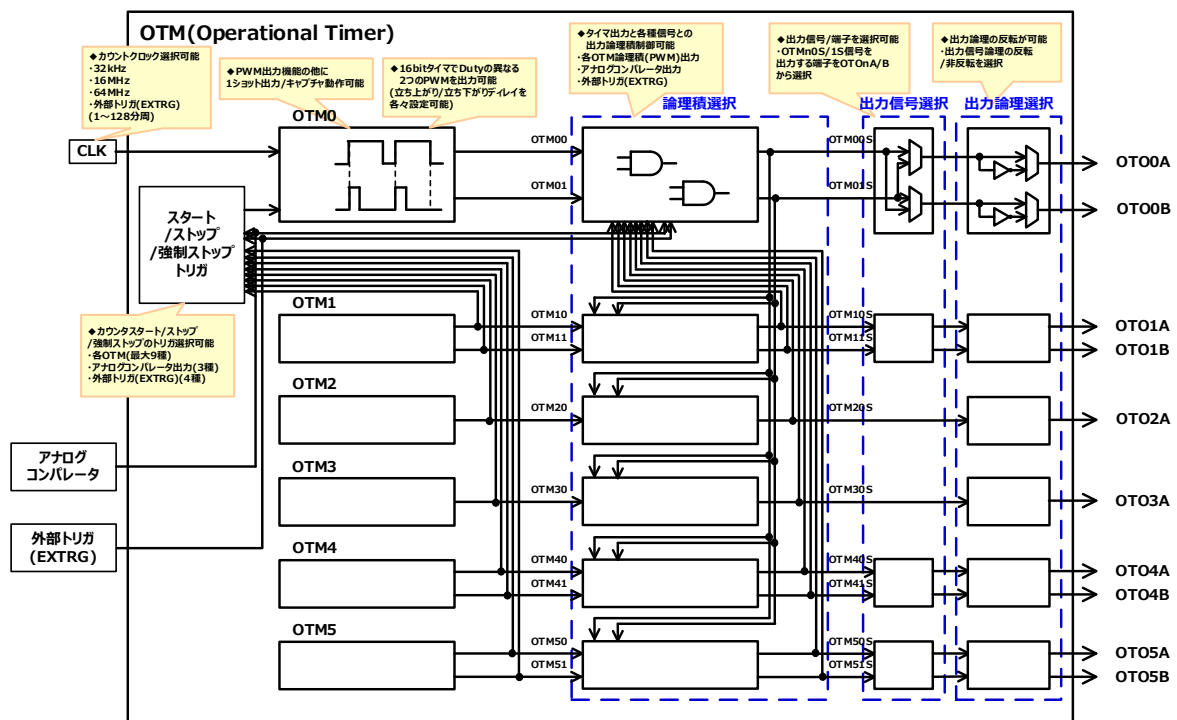 OTM(Operational Timer)
◆カウントクロック選択可能
・32kHz
・16MHz
・64MHz
・外部トリガ(EXTRG)
(1～128分周)
◆PWM出力機能の他に
1ショット出力/キャプチャ動作可能
◆16bitタイマでDutyの異なる
2つのPWMを出力可能
(立ち上がり/立ち下がりディレイを
各々設定可能)
◆タイマ出力と各種信号との
出力論理積制御可能
・各OTM論理積(PWM)出力
・アナログコンパレータ出力
・外部トリガ(EXTRG)
◆出力信号/端子を選択可能
・OTMn0S/1S信号を
出力する端子をOTOnA/B
から選択
◆出力論理の反転が可能
・出力信号論理の反転
/非反転を選択
論理積選択
出力信号選択
出力論理選択
CLK
OTM0
OTM00
OTM01
OTM00S
OTM01S
OTO0A
OTO0B
スタート
/ストップ
/強制ストップ
トリガ
◆カウンタスタート/ストップ
/強制ストップのトリガ選択可能
・各OTM(最大9種)
・アナログコンパレータ出力(3種)
・外部トリガ(EXTRG)(4種)
OTM1
OTM10
OTM11
OTM10S
OTM11S
OTO1A
OTO1B
OTM2
OTM20
OTM20S
OTO2A
アナログ
コンパレータ
OTM3
OTM30
OTM30S
OTO3A
外部トリガ
(EXTRG)
OTM4
OTM40
OTM41
OTM40S
OTM41S
OTO4A
OTO4B
OTM5
OTM50
OTM51
OTM50S
OTM51S
OTO5A
OTO5B